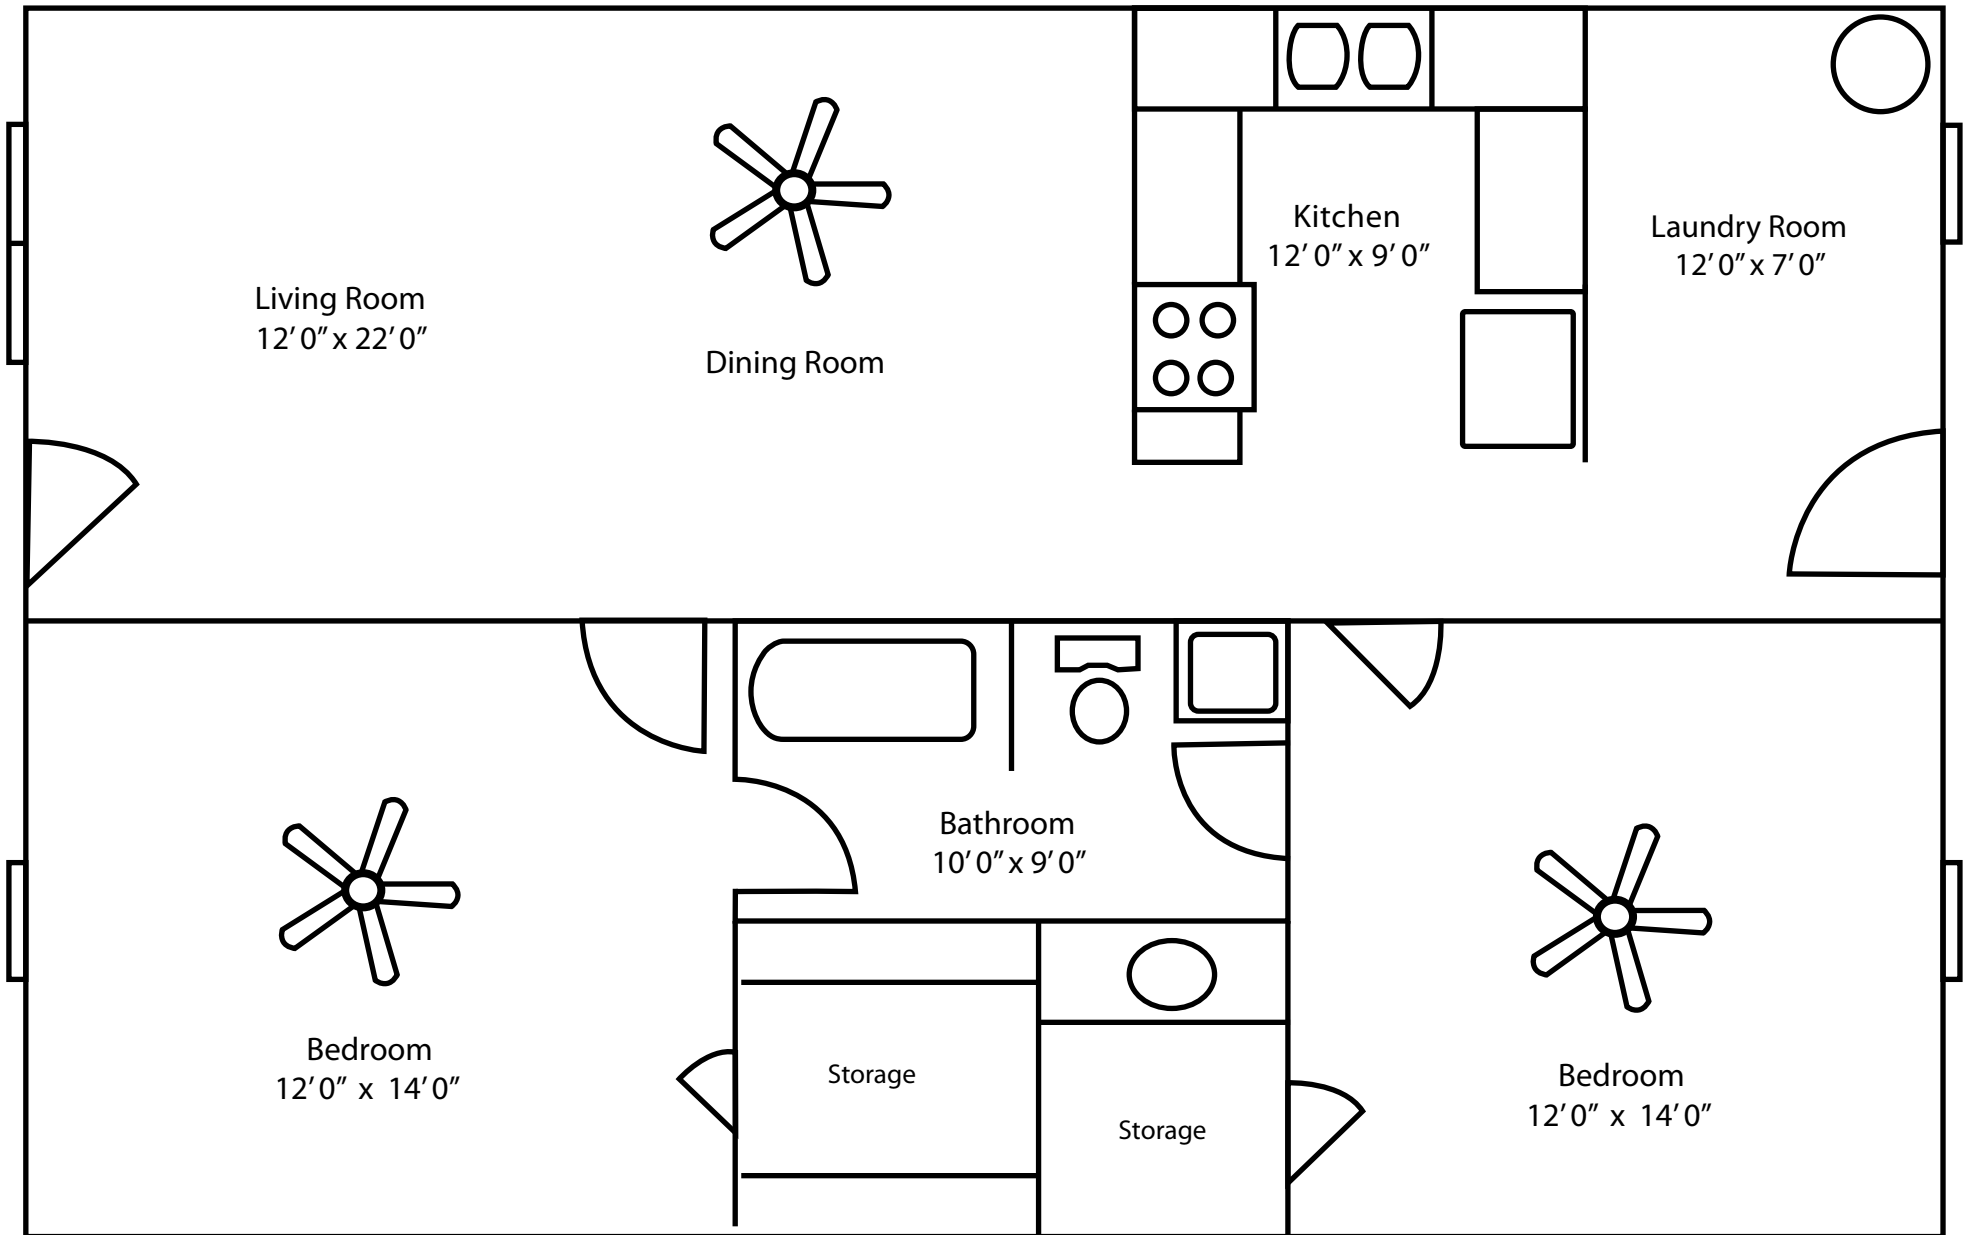 Living Room
12’ 0” x 22’ 0”
Dining Room
Kitchen
12’ 0” x 9’ 0”
Laundry Room
12’ 0” x 7’ 0”
Bedroom
12’ 0” x 14’ 0”
Bathroom
10’ 0” x 9’ 0”
Storage
Storage
Bedroom
12’ 0” x 14’ 0”